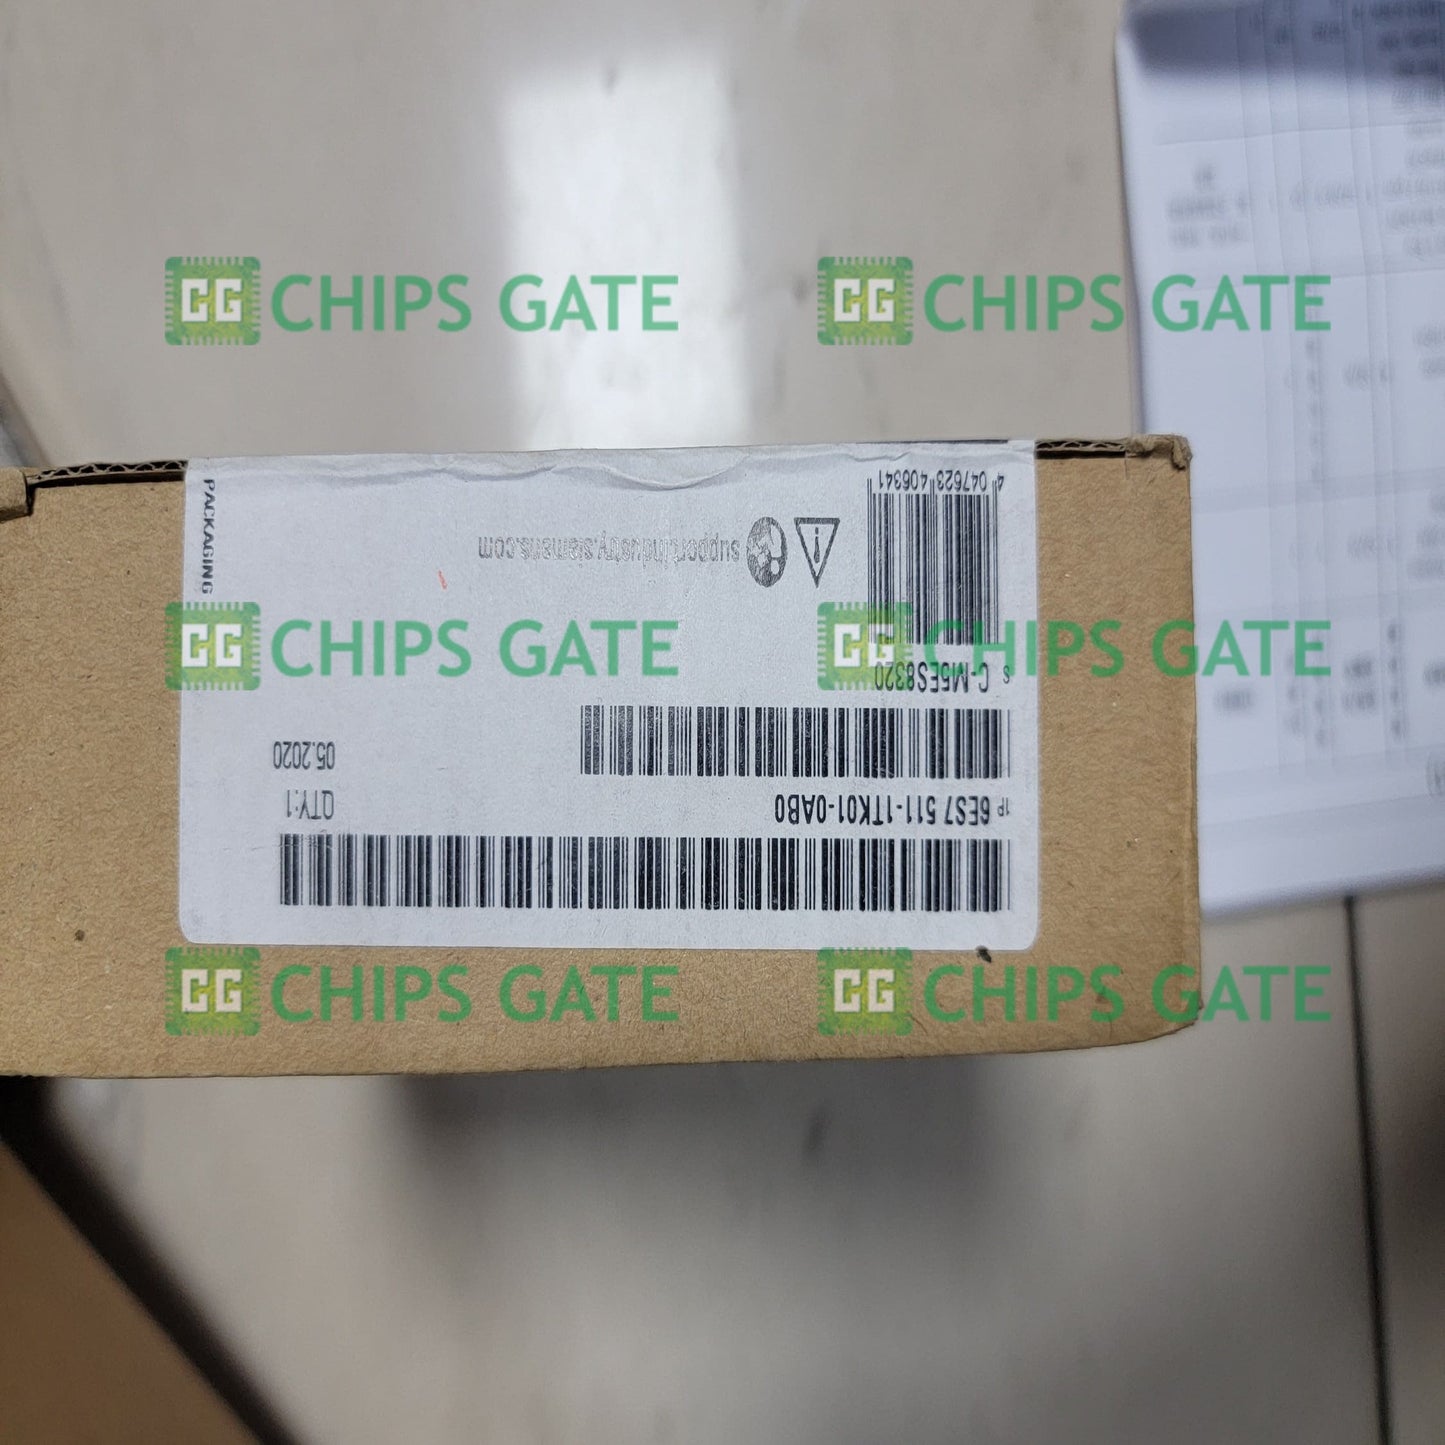 1P 6ES7 511-1TK01-0AB0
QTY:1
S C-M5ES8320
05.2020
4 047623 406341
support.industry.siemens.com
PACKAGING
CG CHIPS GATE
CG CHIPS GATE
CG CHIPS GATE
CG CHIPS GATE
CG CHIPS GATE
CG CHIPS GATE